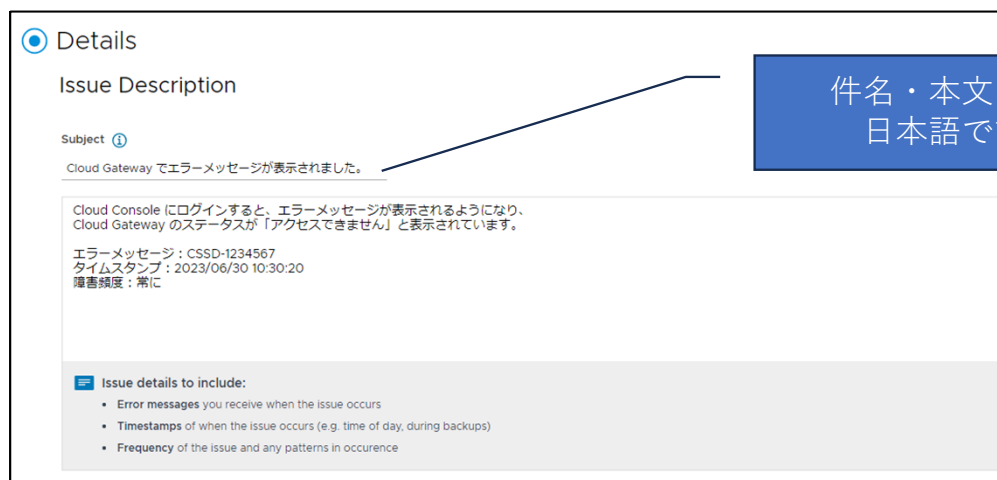 Details
Issue Description
件名・本文
日本語で
Subject
Cloud Gateway でエラーメッセージが表示されました。
Cloud Console にログインすると、エラーメッセージが表示されるようになり、
Cloud Gateway のステータスが「アクセスできません」と表示されています。
エラーメッセージ：CSSD-1234567
タイムスタンプ：2023/06/30 10:30:20
障害頻度：常に
Issue details to include:
• Error messages you receive when the issue occurs
• Timestamps of when the issue occurs (e.g. time of day, during backups)
• Frequency of the issue and any patterns in occurence